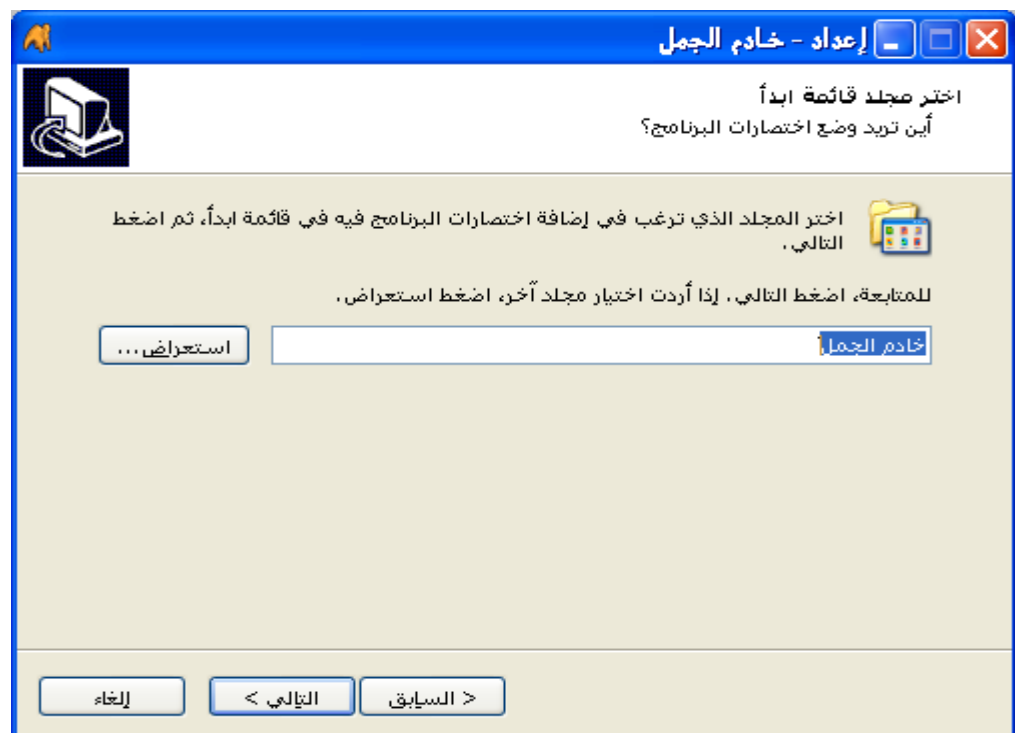 إعداد - خادم الجمل
اختر مجلد قائمة ابدأ
أين تريد وضع اختصارات البرنامج؟
اختر المجلد الذي ترغب في إضافة اختصارات البرنامج فيه في قائمة ابدأ، ثم اضغط
التالي.
للمتابعة، اضغط التالي. إذا أردت اختيار مجلد آخر، اضغط استعراض.
خادم الجمل
استعراض...
< السابق
التالي >
إلغاء